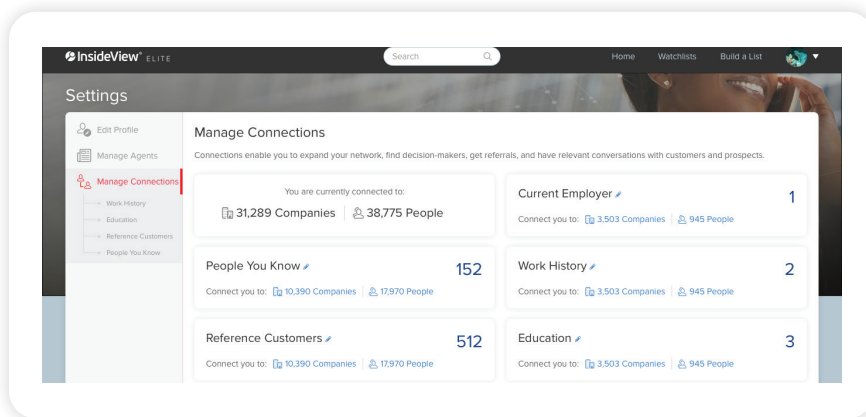 InsideView® ELITE
Search
Home Watchlists Build a List
Settings
Edit Profile
Manage Agents
Manage Connections
Work History
Education
Reference Customers
People You Know
Manage Connections
Connections enable you to expand your network, find decision-makers, get referrals, and have relevant conversations with customers and prospects.
You are currently connected to:
31,289 Companies 38,775 People
Current Employer 1
Connect you to: 3,503 Companies 945 People
People You Know 152
Connect you to: 10,390 Companies 17,970 People
Work History 2
Connect you to: 3,503 Companies 945 People
Reference Customers 512
Connect you to: 10,390 Companies 17,970 People
Education 3
Connect you to: 3,503 Companies 945 People